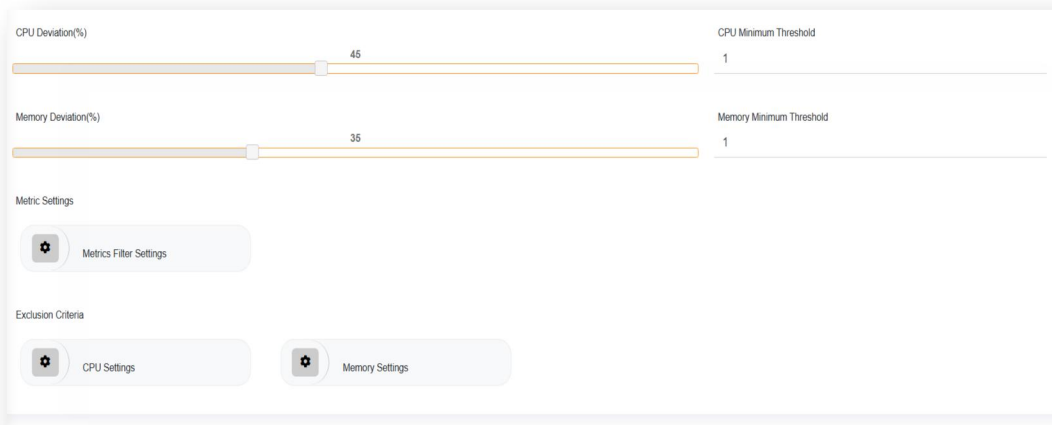 CPU Deviation(%)
CPU Minimum Threshold
45
1
Memory Deviation(%)
Memory Minimum Threshold
35
1
Metric Settings
Metrics Filter Settings
Exclusion Criteria
CPU Settings
Memory Settings